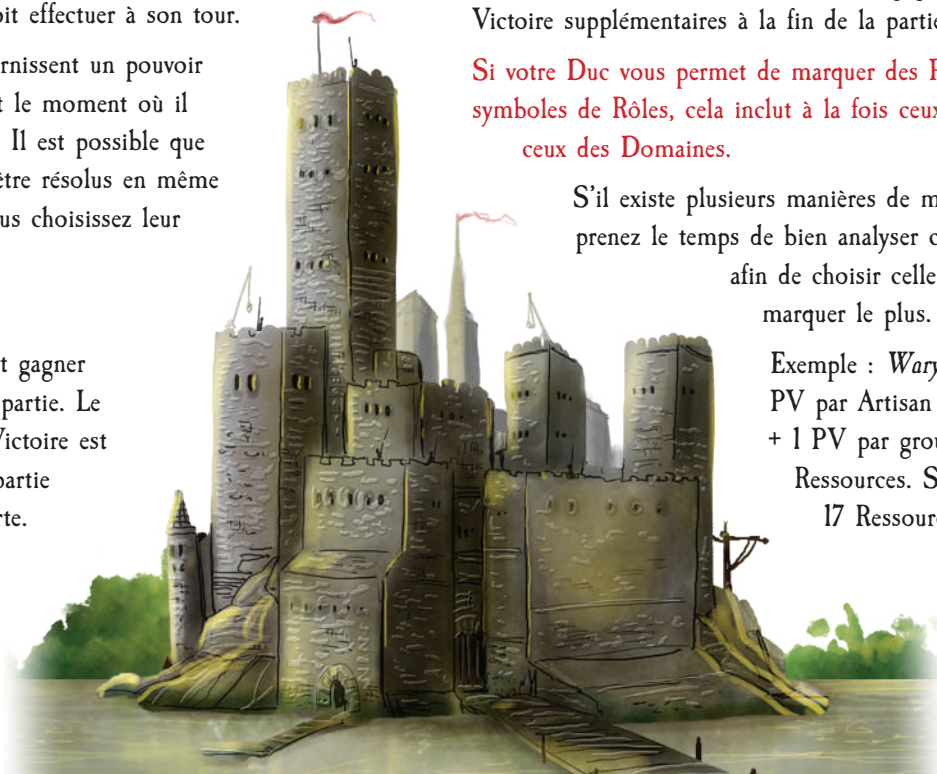 oit effectuer à son tour.
rnissent un pouvoir
t le moment où il
Il est possible que
être résolus en même
us choisissez leur
t gagner
partie. Le
Victoire est
partie
rte.
Victoire supplémentaires à la fin de la partie
Si votre Duc vous permet de marquer des P
symboles de Rôles, cela inclut à la fois ceux
ceux des Domaines.
S'il existe plusieurs manières de m
prenez le temps de bien analyser c
afin de choisir celle
marquer le plus.
Exemple : Wary
PV par Artisan
+ 1 PV par grou
Ressources. S
17 Ressourc